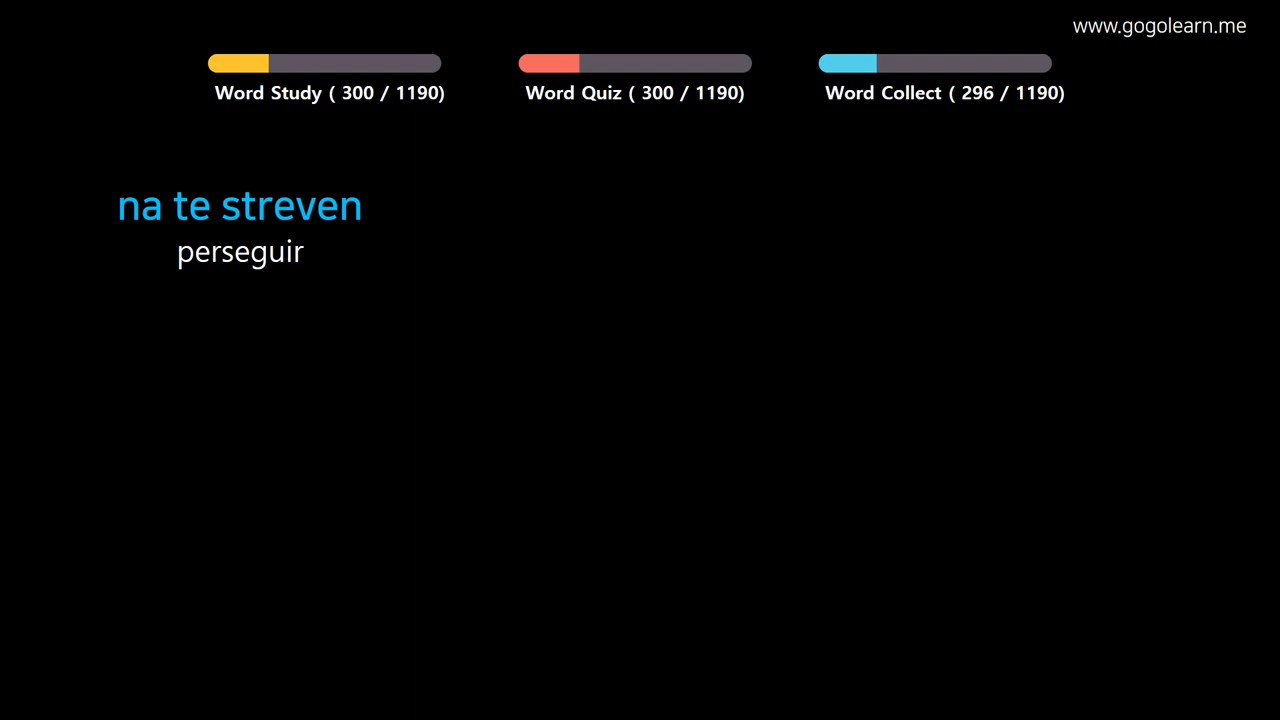 www.gogolearn.me
Word Study ( 300 / 1190)
Word Quiz ( 300 / 1190)
Word Collect ( 296 / 1190)
na te streven
perseguir